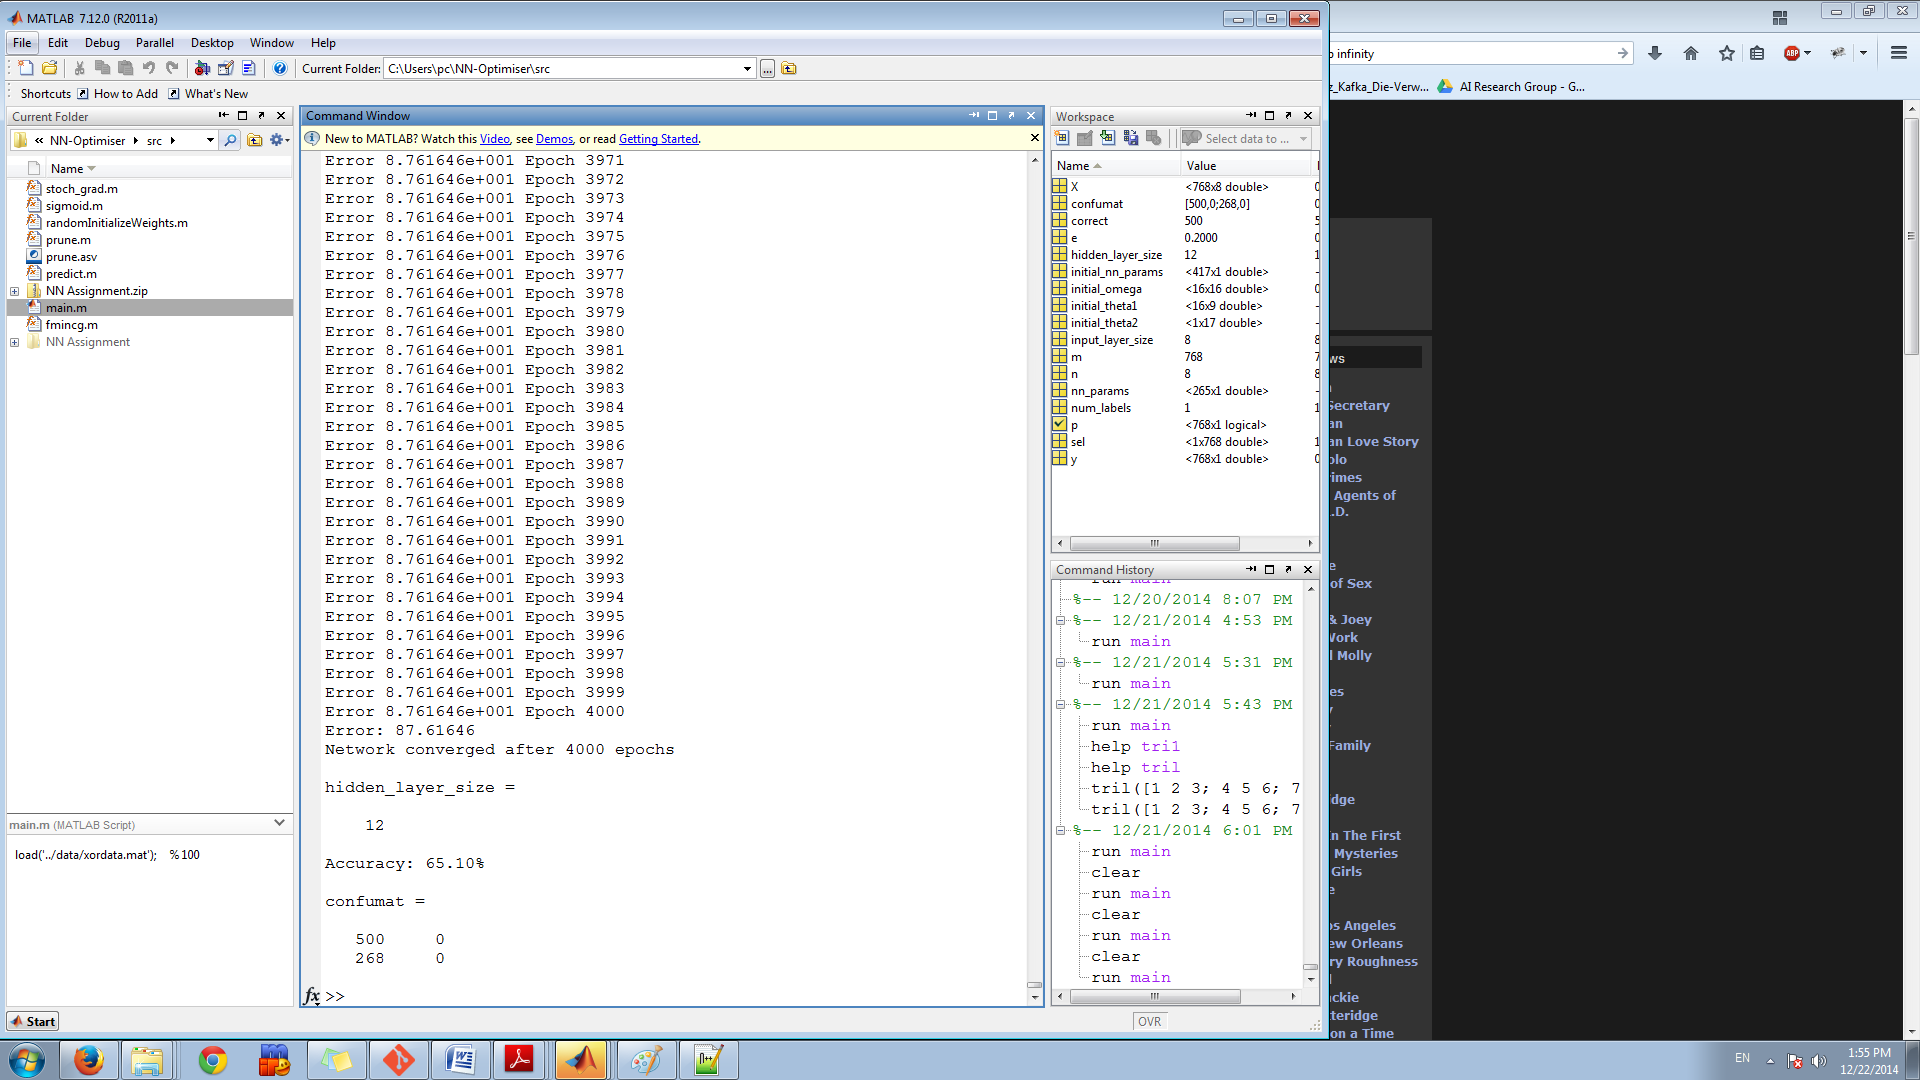 MATLAB 7.12.0 (R2011a)
File Edit Debug Parallel Desktop Window Help
Current Folder: C:\Users\pc\NN-Optimiser\src
Shortcuts How to Add What's New
Current Folder
« NN-Optimiser src
Name
stoch_grad.m
sigmoid.m
randomInitializeWeights.m
prune.m
prune.asv
predict.m
NN Assignment.zip
main.m
fmincg.m
NN Assignment
main.m (MATLAB Script)
load('../data/xordata.mat'); %100
Start
Command Window
New to MATLAB? Watch this Video, see Demos, or read Getting Started.
Error 8.761646e+001 Epoch 3971
Error 8.761646e+001 Epoch 3972
Error 8.761646e+001 Epoch 3973
Error 8.761646e+001 Epoch 3974
Error 8.761646e+001 Epoch 3975
Error 8.761646e+001 Epoch 3976
Error 8.761646e+001 Epoch 3977
Error 8.761646e+001 Epoch 3978
Error 8.761646e+001 Epoch 3979
Error 8.761646e+001 Epoch 3980
Error 8.761646e+001 Epoch 3981
Error 8.761646e+001 Epoch 3982
Error 8.761646e+001 Epoch 3983
Error 8.761646e+001 Epoch 3984
Error 8.761646e+001 Epoch 3985
Error 8.761646e+001 Epoch 3986
Error 8.761646e+001 Epoch 3987
Error 8.761646e+001 Epoch 3988
Error 8.761646e+001 Epoch 3989
Error 8.761646e+001 Epoch 3990
Error 8.761646e+001 Epoch 3991
Error 8.761646e+001 Epoch 3992
Error 8.761646e+001 Epoch 3993
Error 8.761646e+001 Epoch 3994
Error 8.761646e+001 Epoch 3995
Error 8.761646e+001 Epoch 3996
Error 8.761646e+001 Epoch 3997
Error 8.761646e+001 Epoch 3998
Error 8.761646e+001 Epoch 3999
Error 8.761646e+001 Epoch 4000
Error: 87.61646
Network converged after 4000 epochs
hidden_layer_size =
12
Accuracy: 65.10%
confumat =
500 0
268 0
fx >>
Workspace
Select data to ...
Name Value
X <768x8 double> 0
confumat [500,0;268,0] 0
correct 500 5
e 0.2000 0
hidden_layer_size 12 1
initial_nn_params <417x1 double> -
initial_omega <16x16 double> 0
initial_theta1 <16x9 double> -
initial_theta2 <1x17 double> -
input_layer_size 8 8
m 768 7
n 8 8
nn_params <265x1 double> -
num_labels 1 1
p <768x1 logical>
sel <1x768 double> 1
y <768x1 double> 0
Command History
run main
%-- 12/20/2014 8:07 PM
%-- 12/21/2014 4:53 PM
run main
%-- 12/21/2014 5:31 PM
run main
%-- 12/21/2014 5:43 PM
run main
help tri1
help tril
tril([1 2 3; 4 5 6; 7
tril([1 2 3; 4 5 6; 7
%-- 12/21/2014 6:01 PM
run main
clear
run main
clear
run main
clear
run main
OVR
infinity
z_Kafka_Die-Verw... AI Research Group - G...
ABP
ws
Secretary
an
an Love Story
olo
rimes
Agents of
.D.
e
of Sex
& Joey
Work
l Molly
es
y
Family
dge
In The First
Mysteries
Girls
e
os Angeles
ew Orleans
ry Roughness
l
ckie
tteridge
on a Time
EN
1:55 PM
12/22/2014